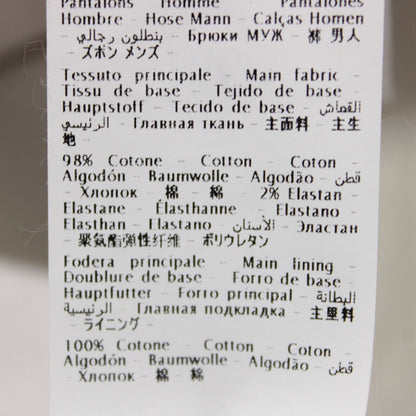 Pantalons - Homme - Pantalones
Hombre - Hose Mann - Calças Homen
- بنطلون رجالي - Брюки МУЖ - 裤 男人
- ズボン メンズ -
Tessuto principale - Main fabric -
Tissu de base - Tejido de base -
Hauptstoff - Tecido de base - القماش
الرئيسي - Главная ткань - 主面料 - 主生
地 -
98% Cotone - Cotton - Coton -
Algodón - Baumwolle - Algodão - قطن
- Хлопок - 棉 - 綿 - 2% Elastan -
Elastane - Élasthanne - Elastano -
Elasthan - Elastano - الأسنان - Эластан
- 聚氨酯弹性纤维 - ポリウレタン
Fodera principale - Main lining -
Doublure de base - Forro de base -
Hauptfutter - Forro principal - البطانة
الرئيسية - Главная подкладка - 主里料
- ライニング -
100% Cotone - Cotton - Coton -
Algodón - Baumwolle - Algodão - قطن
- Хлопок - 棉 - 綿